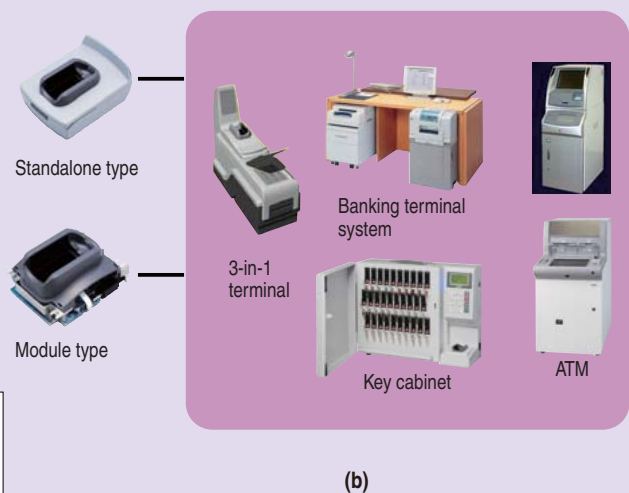 Standalone type
Module type
3-in-1
terminal
Banking terminal
system
Key cabinet
ATM
(b)